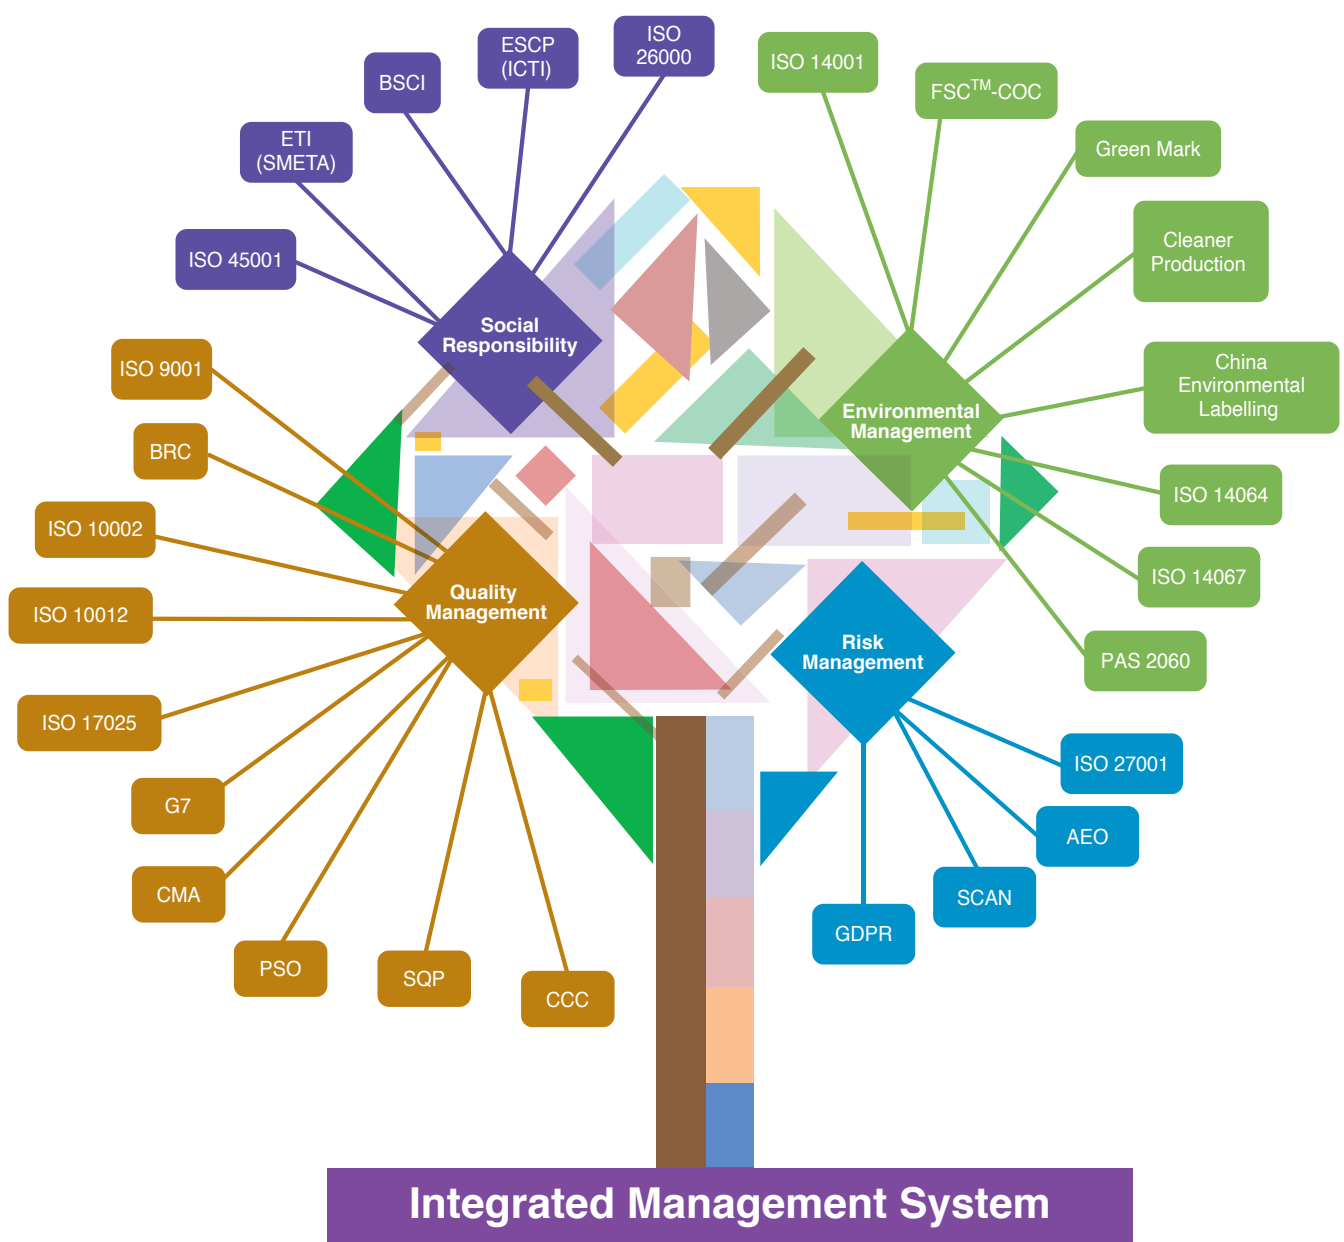 ISO
26000
ESCP
(ICTI)
BSCI
ETI
(SMETA)
ISO 45001
Social
Responsibility
ISO 14001
FSC™-COC
Green Mark
Cleaner
Production
China
Environmental
Labelling
ISO 14064
ISO 14067
PAS 2060
Environmental
Management
ISO 9001
BRC
ISO 10002
ISO 10012
ISO 17025
G7
CMA
PSO
SQP
CCC
Quality
Management
Risk
Management
ISO 27001
AEO
SCAN
GDPR
Integrated Management System